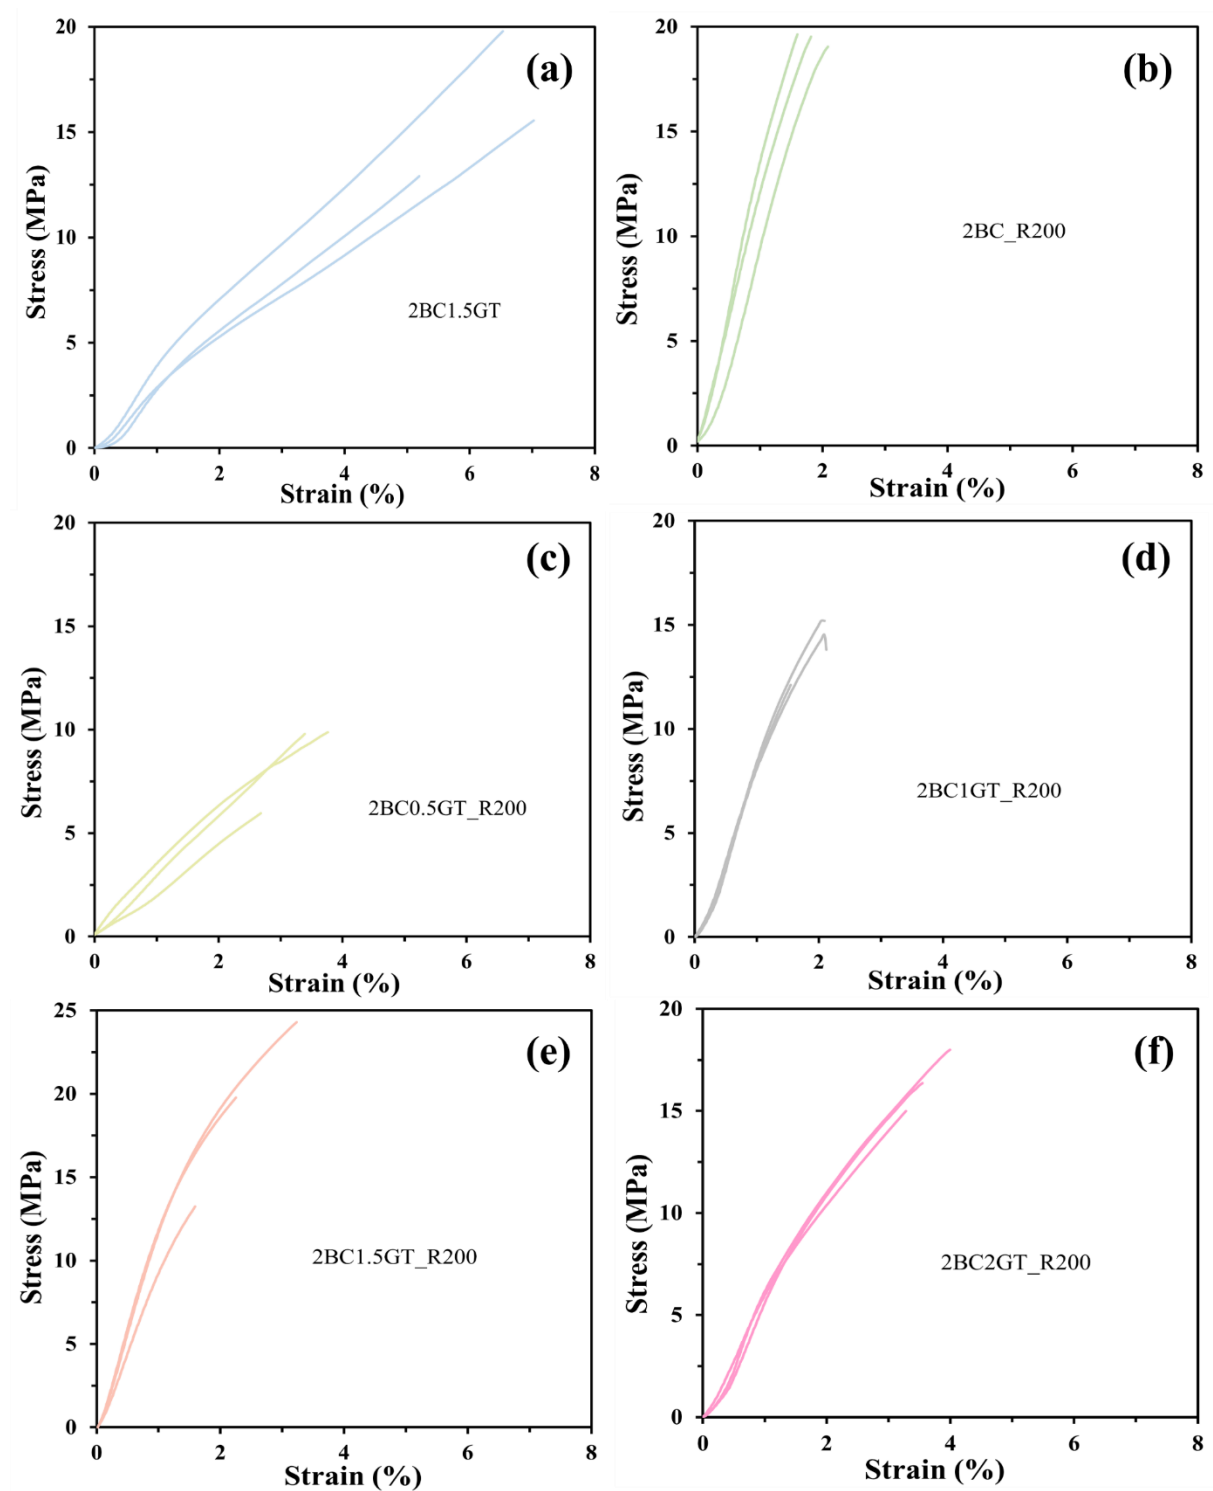 20
15
10
5
0
Stress (MPa)
(a)
2BC1.5GT
0 2 4 6 8
Strain (%)
20
15
10
5
0
Stress (MPa)
(b)
2BC_R200
0 2 4 6 8
Strain (%)
20
15
10
5
0
Stress (MPa)
(c)
2BC0.5GT_R200
0 2 4 6 8
Strain (%)
20
15
10
5
0
Stress (MPa)
(d)
2BC1GT_R200
0 2 4 6 8
Strain (%)
25
20
15
10
5
0
Stress (MPa)
(e)
2BC1.5GT_R200
0 2 4 6 8
Strain (%)
20
15
10
5
0
Stress (MPa)
(f)
2BC2GT_R200
0 2 4 6 8
Strain (%)